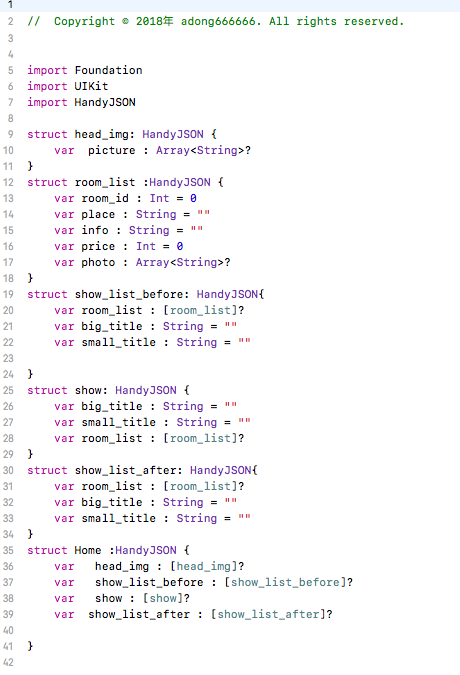 1
2 //  Copyright © 2018年 adong666666. All rights reserved.
3
4
5 import Foundation
6 import UIKit
7 import HandyJSON
8
9 struct head_img: HandyJSON {
10     var  picture : Array<String>?
11 }
12 struct room_list :HandyJSON {
13     var room_id : Int = 0
14     var place : String = ""
15     var info : String = ""
16     var price : Int = 0
17     var photo : Array<String>?
18 }
19 struct show_list_before: HandyJSON{
20     var room_list : [room_list]?
21     var big_title : String = ""
22     var small_title : String = ""
23
24 }
25 struct show: HandyJSON {
26     var big_title : String = ""
27     var small_title : String = ""
28     var room_list : [room_list]?
29 }
30 struct show_list_after: HandyJSON{
31     var room_list : [room_list]?
32     var big_title : String = ""
33     var small_title : String = ""
34 }
35 struct Home :HandyJSON {
36     var   head_img : [head_img]?
37     var   show_list_before : [show_list_before]?
38     var   show : [show]?
39     var  show_list_after : [show_list_after]?
40
41 }
42